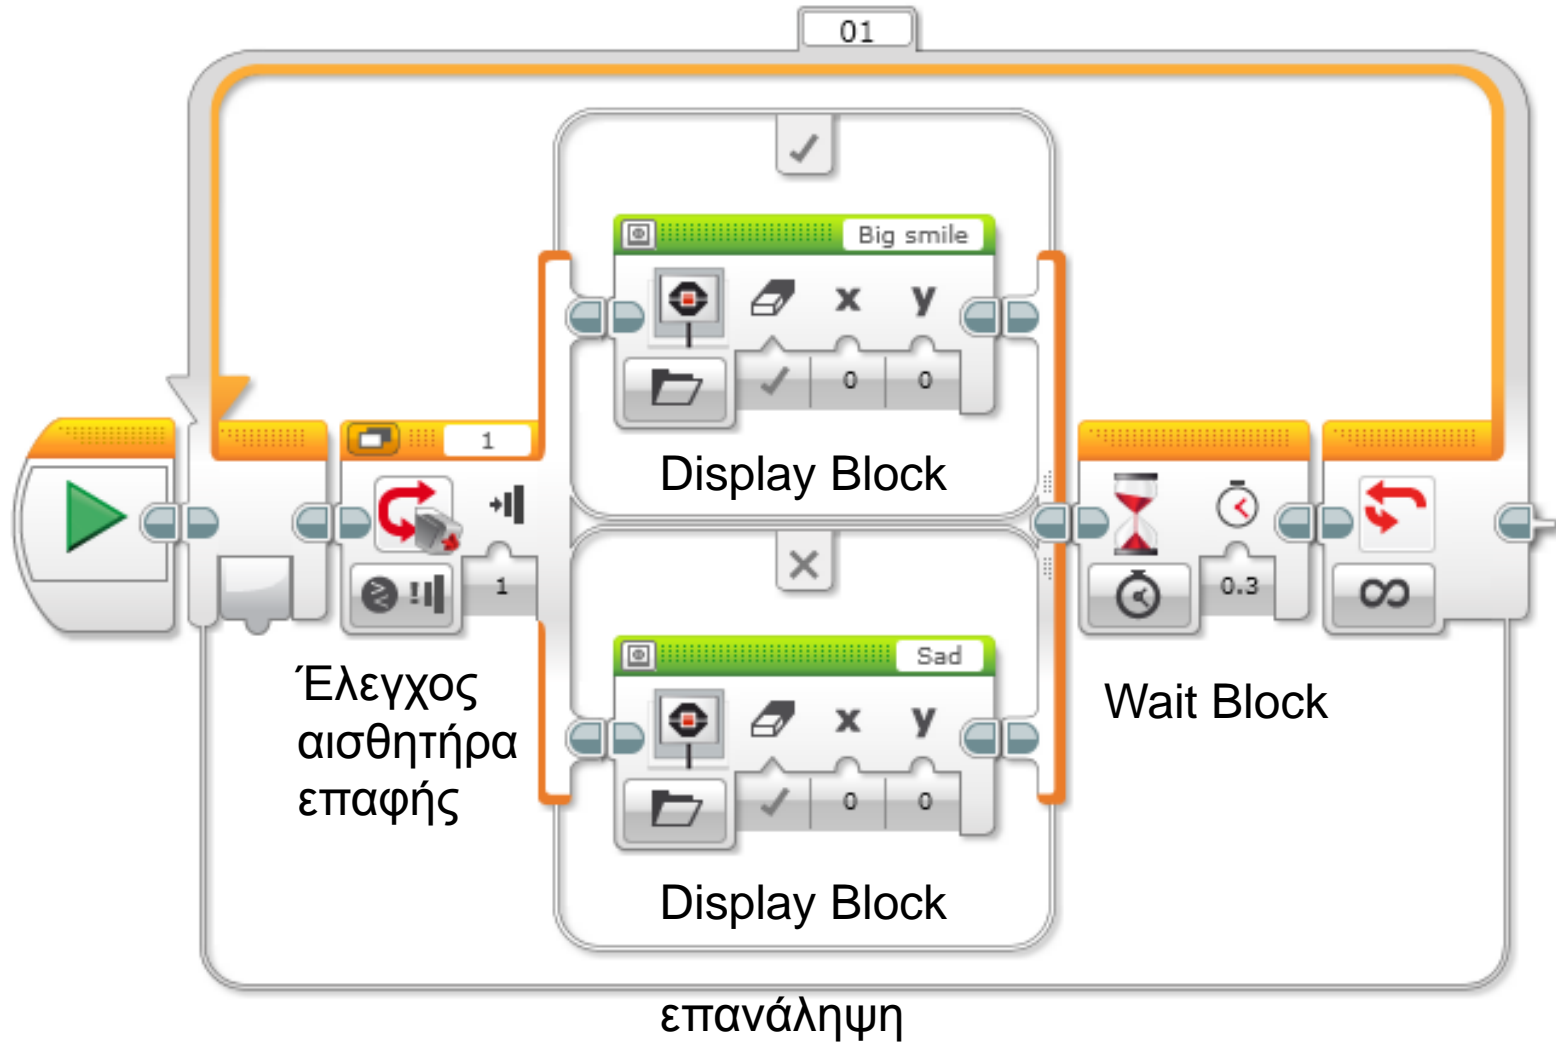 01
Big smile
x y
0 0
Display Block
1
1
0.3
Sad
x y
0 0
Display Block
Έλεγχος
αισθητήρα
επαφής
Wait Block
επανάληψη